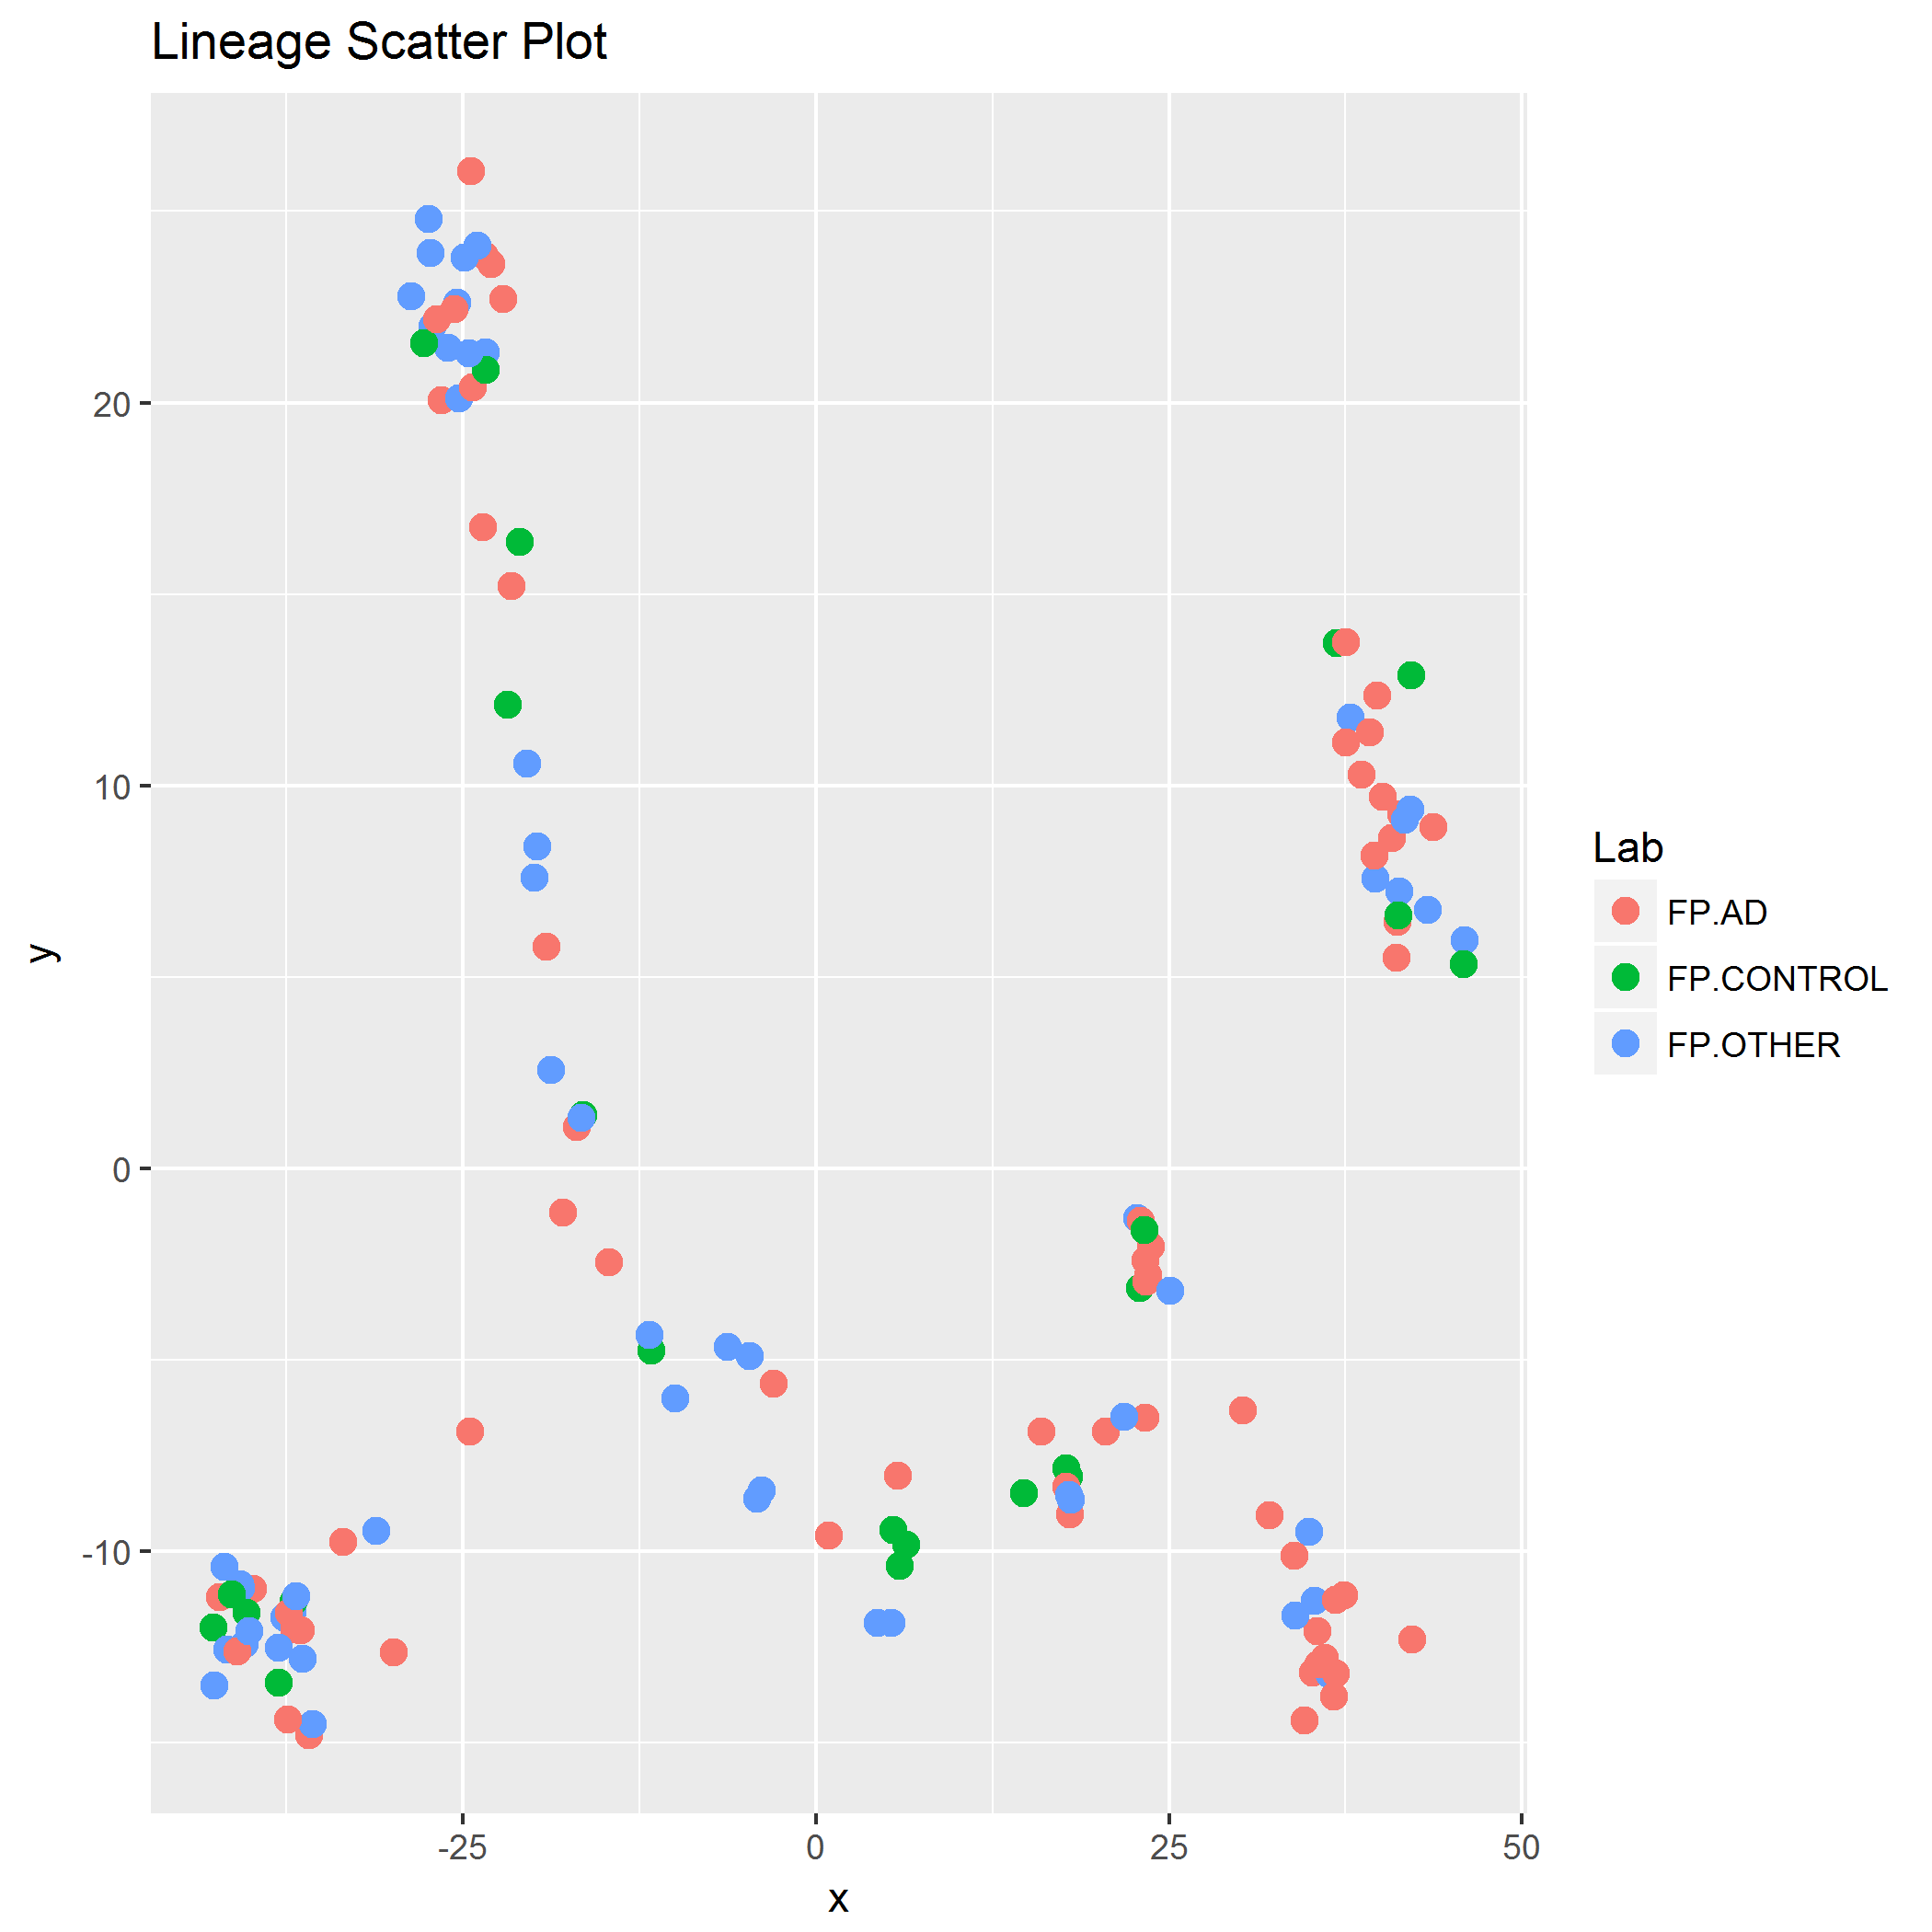 Lineage Scatter Plot
20
10
0
-10
y
-25
0
25
50
x
Lab
FP.AD
FP.CONTROL
FP.OTHER